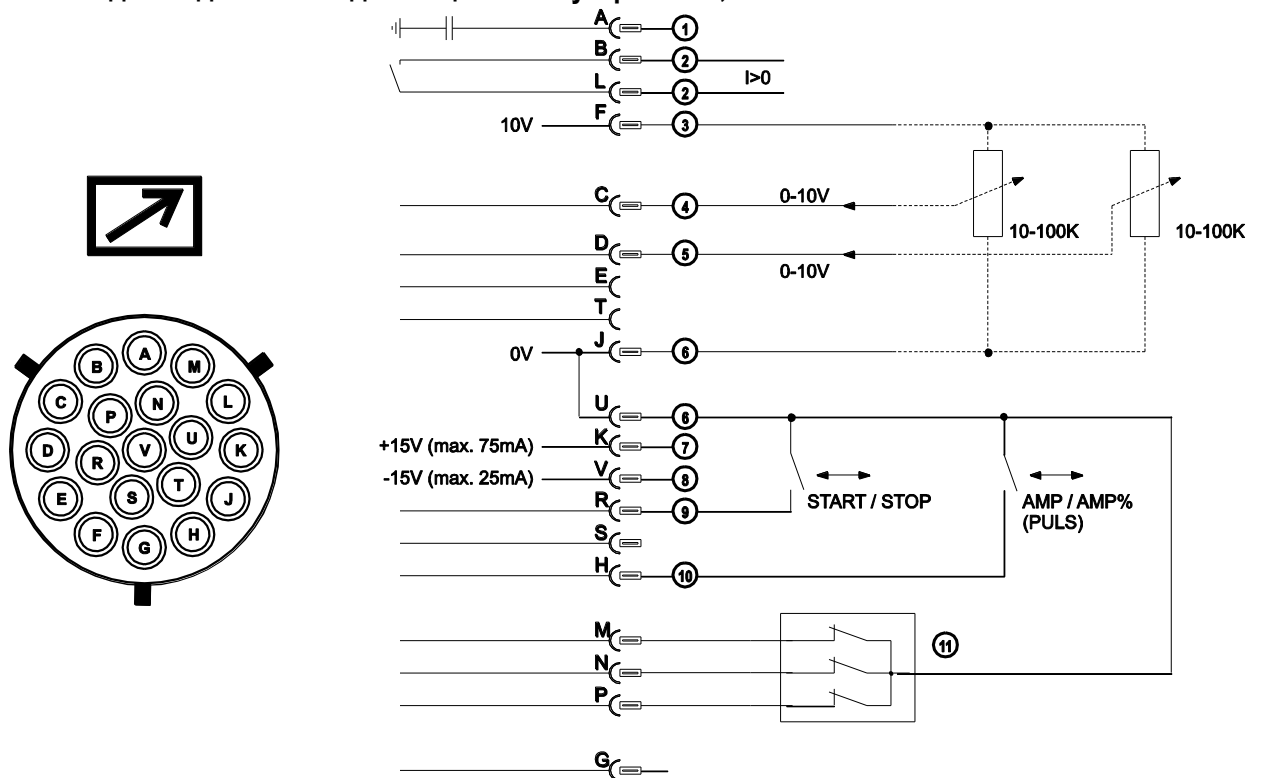 A 1
B 2
I>0
L 2
10V F 3
C 4 0-10V
10-100K 10-100K
D 5
0-10V
E
T
0V J 6
U 6
+15V (max. 75mA) K 7
-15V (max. 25mA) V 8
START / STOP AMP / AMP%
(PULS)
R 9
S
H 10
M
11
N
P
G
A
B M
C N L
P
U
D V K
R
T
E S J
F H
G